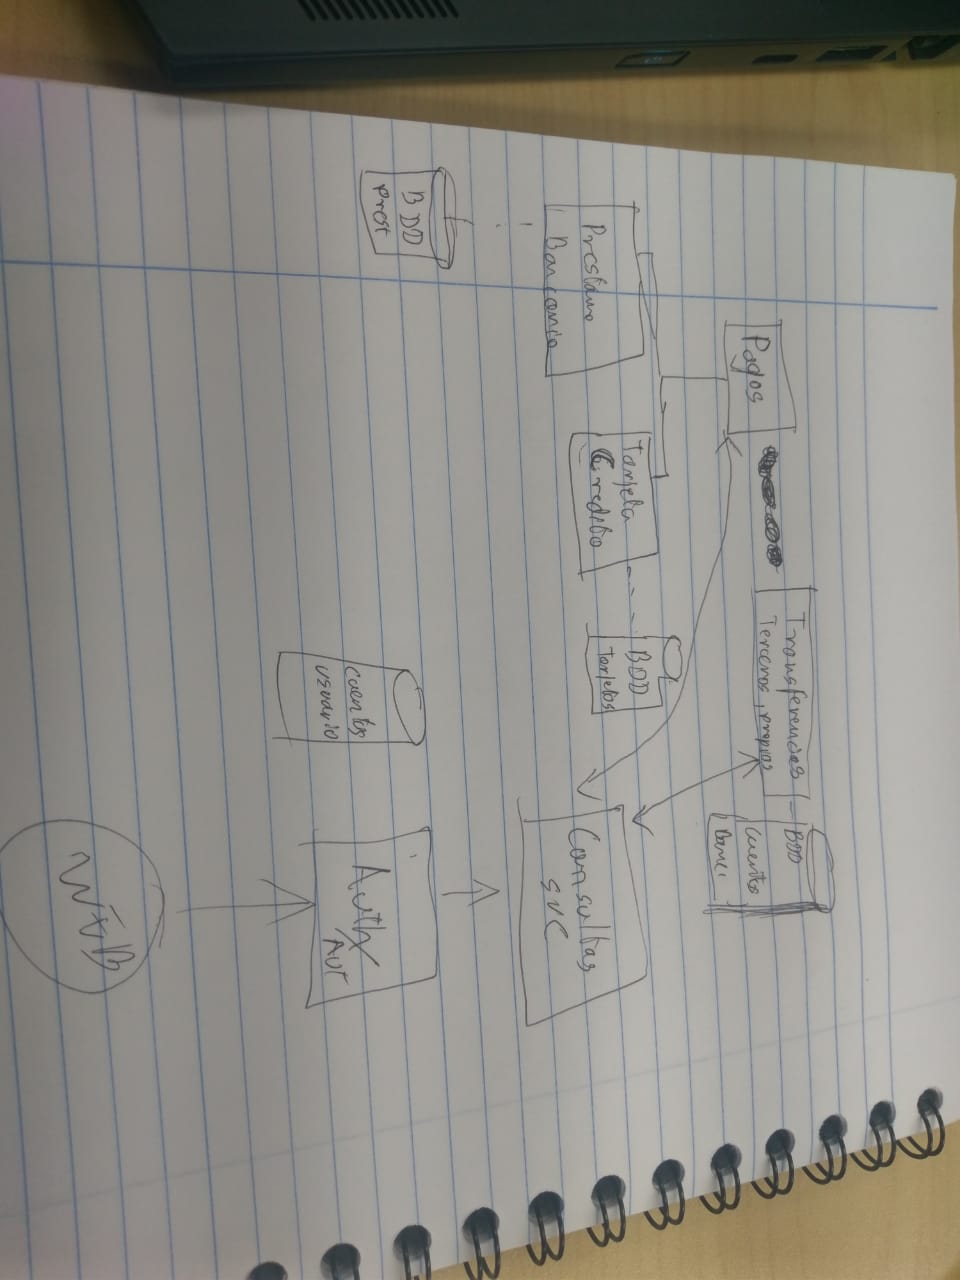 Pagos
Transferencias
Terceros, propias
BDD
Cuentas
Banc
Prestamo
Bancario
Tarjeta
Credito
BDD
Tarjetas
Consultas
SVC
BDD
Prest
Cuentas
usuario
Auth/
Aut